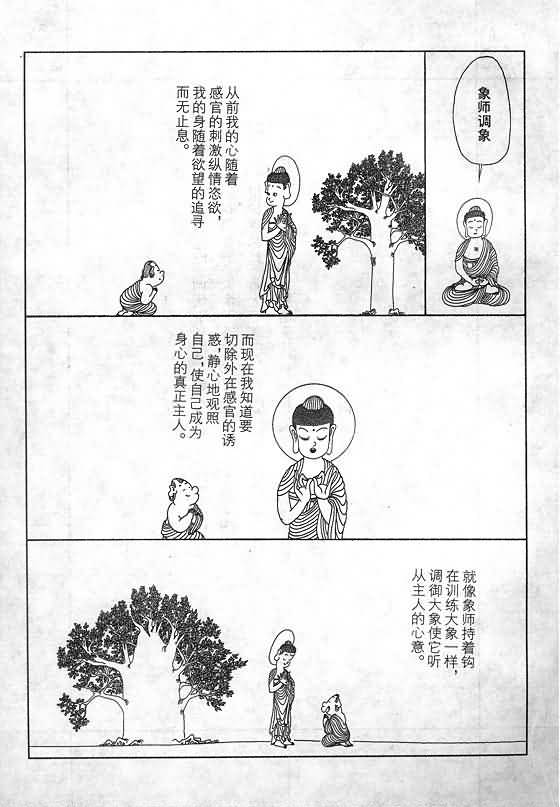 象师调象
从前我的心随着
感官的刺激纵情恣欲，
我的身随着欲望的追寻
而无止息。
而现在我知道要
切除外在感官的诱
惑，静心地观照
自己，使自己成为
身心的真正主人。
就像象师持着钩
在训练大象一样，
调御大象使它听
从主人的心意。